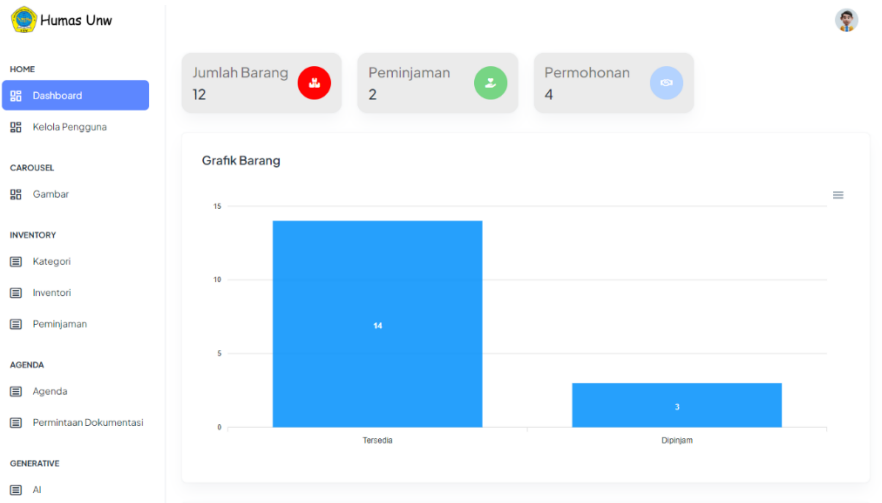 Humas Unw
HOME
Dashboard
Kelola Pengguna
CAROUSEL
Gambar
INVENTORY
Kategori
Inventori
Peminjaman
AGENDA
Agenda
Permintaan Dokumentasi
GENERATIVE
AI
Jumlah Barang
12
Peminjaman
2
Permohonan
4
Grafik Barang
15
10
5
0
14
3
Tersedia
Dipinjam